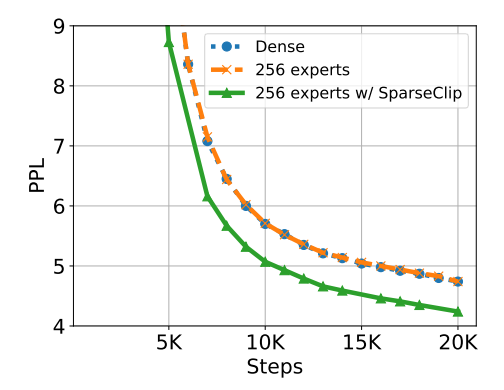 9
8
7
6
5
4
PPL
Dense
256 experts
256 experts w/ SparseClip
5K 10K 15K 20K
Steps